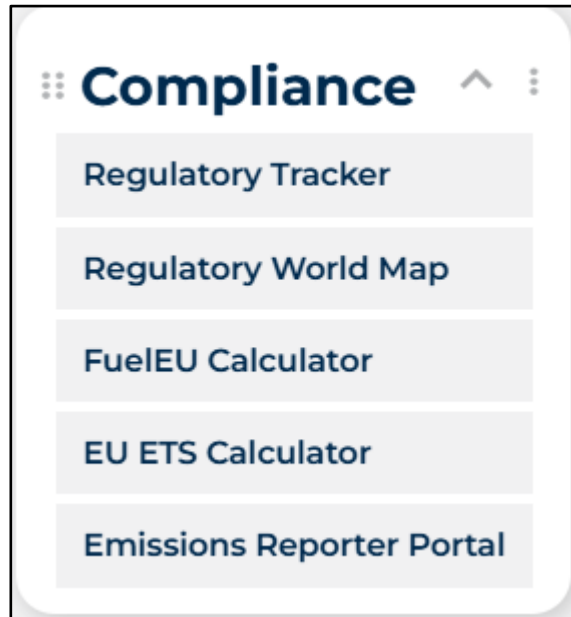 Compliance
Regulatory Tracker
Regulatory World Map
FuelEU Calculator
EU ETS Calculator
Emissions Reporter Portal